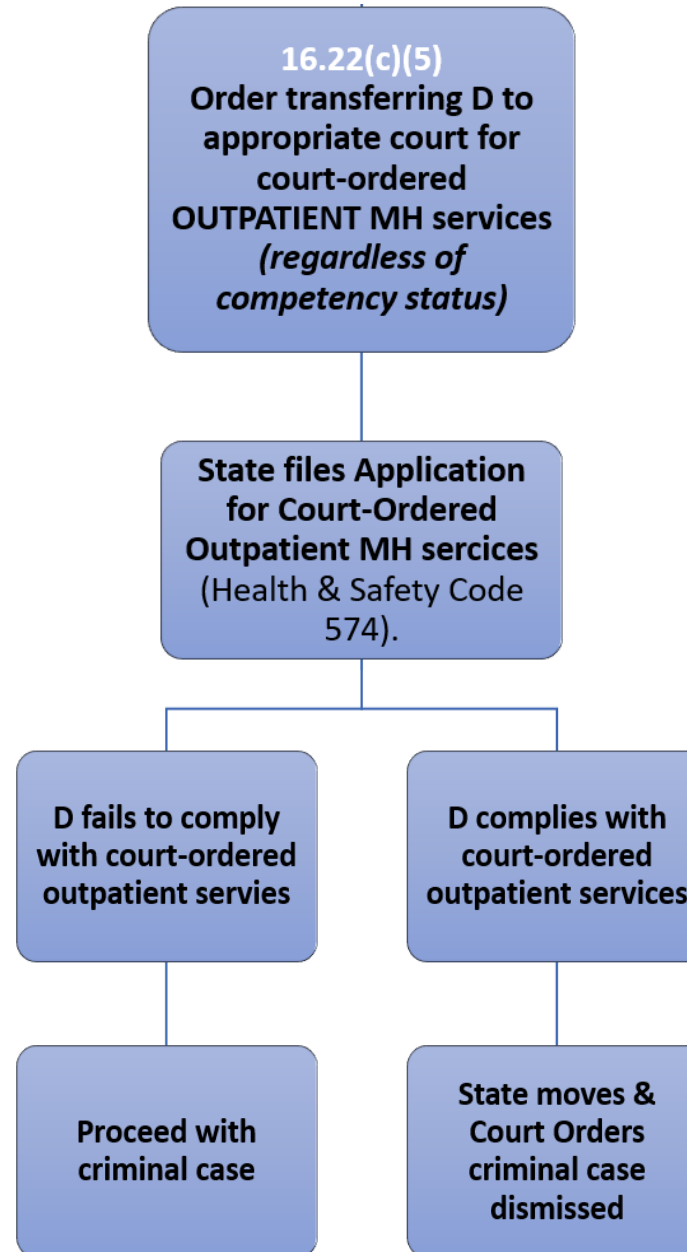 16.22(c)(5)
Order transferring D to
appropriate court for
court-ordered
OUTPATIENT MH services
(regardless of
competency status)
State files Application
for Court-Ordered
Outpatient MH sercices
(Health & Safety Code
574).
D fails to comply
with court-ordered
outpatient servies
D complies with
court-ordered
outpatient services
Proceed with
criminal case
State moves &
Court Orders
criminal case
dismissed